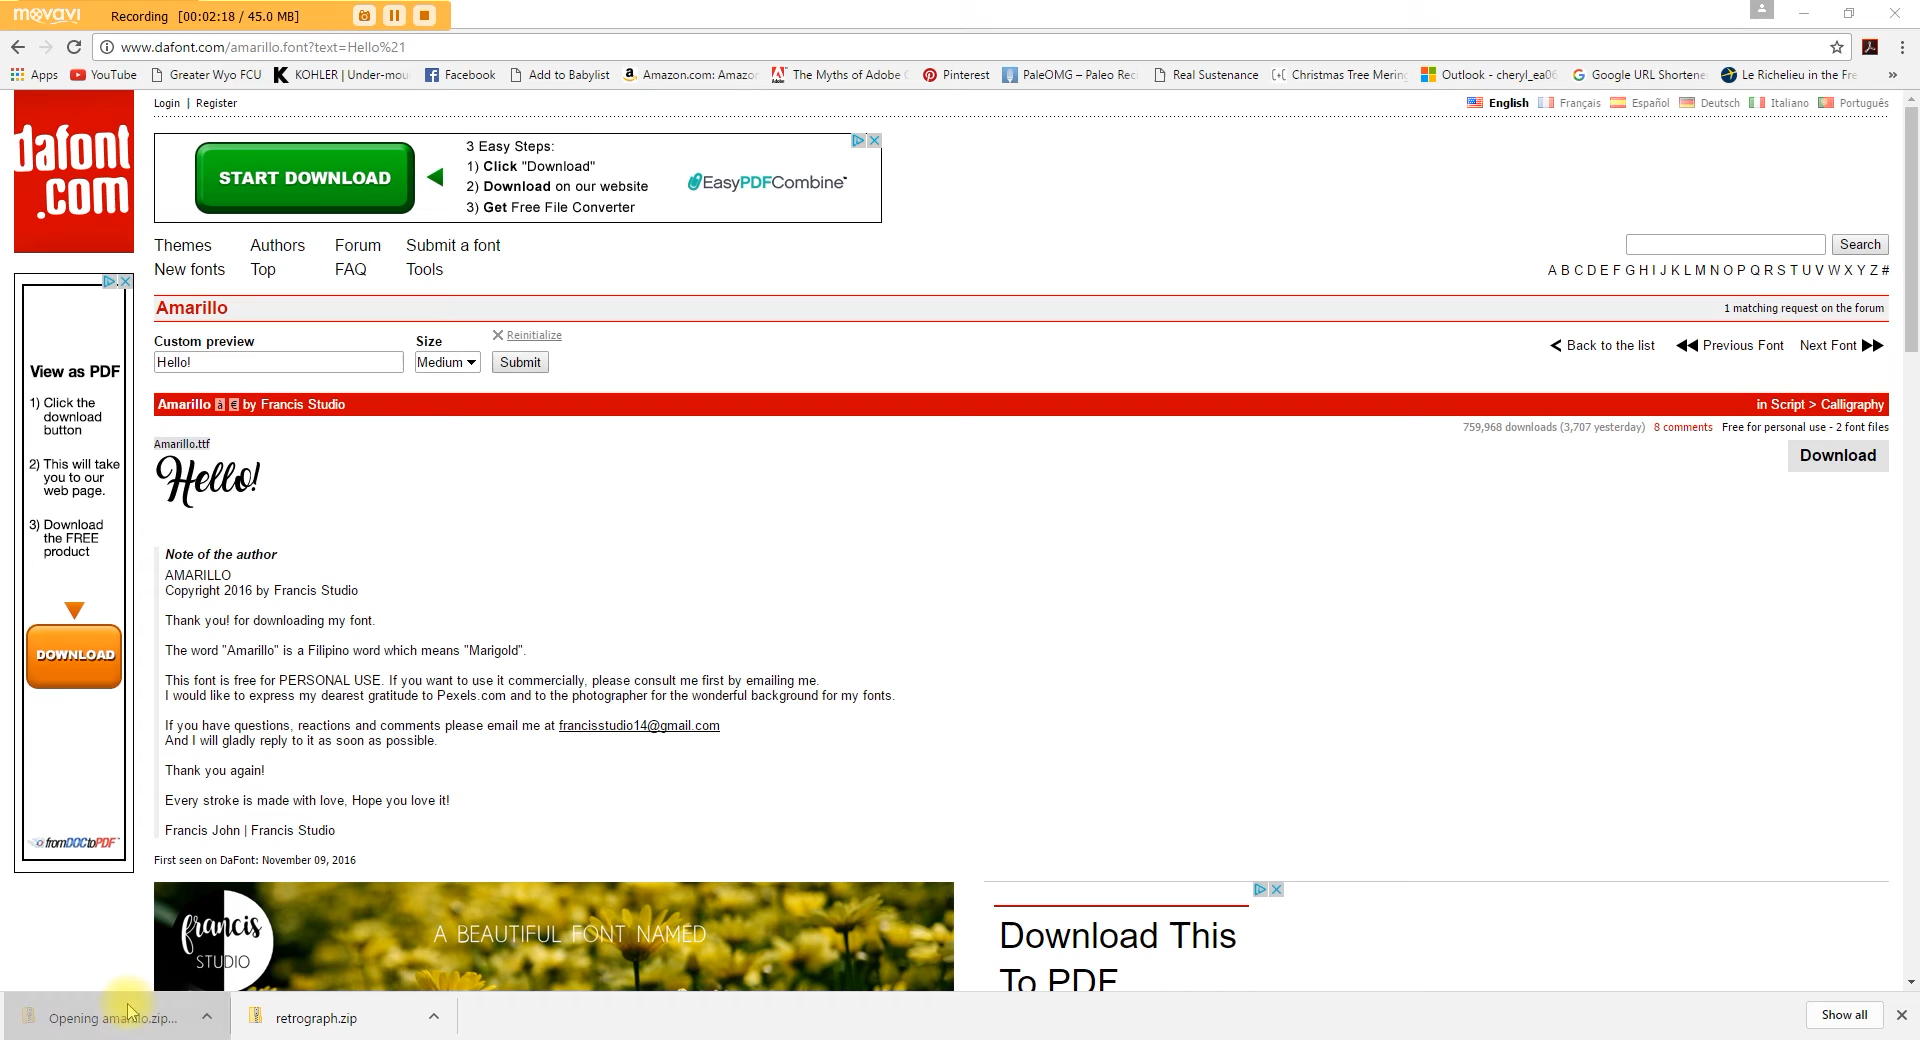 movavi Recording [00:02:18 / 45.0 MB]
www.dafont.com/amarillo.font?text=Hello%21
Apps YouTube Greater Wyo FCU KOHLER | Under-mou Facebook Add to Babylist Amazon.com: Amazon The Myths of Adobe Pinterest PaleOMG – Paleo Rec Real Sustenance Christmas Tree Mering Outlook - cheryl_ea06 Google URL Shortene Le Richelieu in the Fre »
dafont
.com
Login | Register
English Français Español Deutsch Italiano Português
START DOWNLOAD
3 Easy Steps:
1) Click "Download"
2) Download on our website
3) Get Free File Converter
EasyPDFCombine
Themes Authors Forum Submit a font
New fonts Top FAQ Tools
Search
A B C D E F G H I J K L M N O P Q R S T U V W X Y Z #
Amarillo
1 matching request on the forum
Custom preview Size Reinitialize
Hello! Medium Submit
Back to the list Previous Font Next Font
Amarillo à € by Francis Studio
in Script > Calligraphy
759,968 downloads (3,707 yesterday) 8 comments Free for personal use - 2 font files
Amarillo.ttf
Hello!
Download
Note of the author
AMARILLO
Copyright 2016 by Francis Studio
Thank you! for downloading my font.
The word "Amarillo" is a Filipino word which means "Marigold".
This font is free for PERSONAL USE. If you want to use it commercially, please consult me first by emailing me.
I would like to express my dearest gratitude to Pexels.com and to the photographer for the wonderful background for my fonts.
If you have questions, reactions and comments please email me at francisstudio14@gmail.com
And I will gladly reply to it as soon as possible.
Thank you again!
Every stroke is made with love, Hope you love it!
Francis John | Francis Studio
First seen on DaFont: November 09, 2016
View as PDF
1) Click the
download
button
2) This will take
you to our
web page.
3) Download
the FREE
product
DOWNLOAD
fromDOCtoPDF
francis
STUDIO
A BEAUTIFUL FONT NAMED
Download This
To PDF
Opening amarillo.zip...
retrograph.zip
Show all